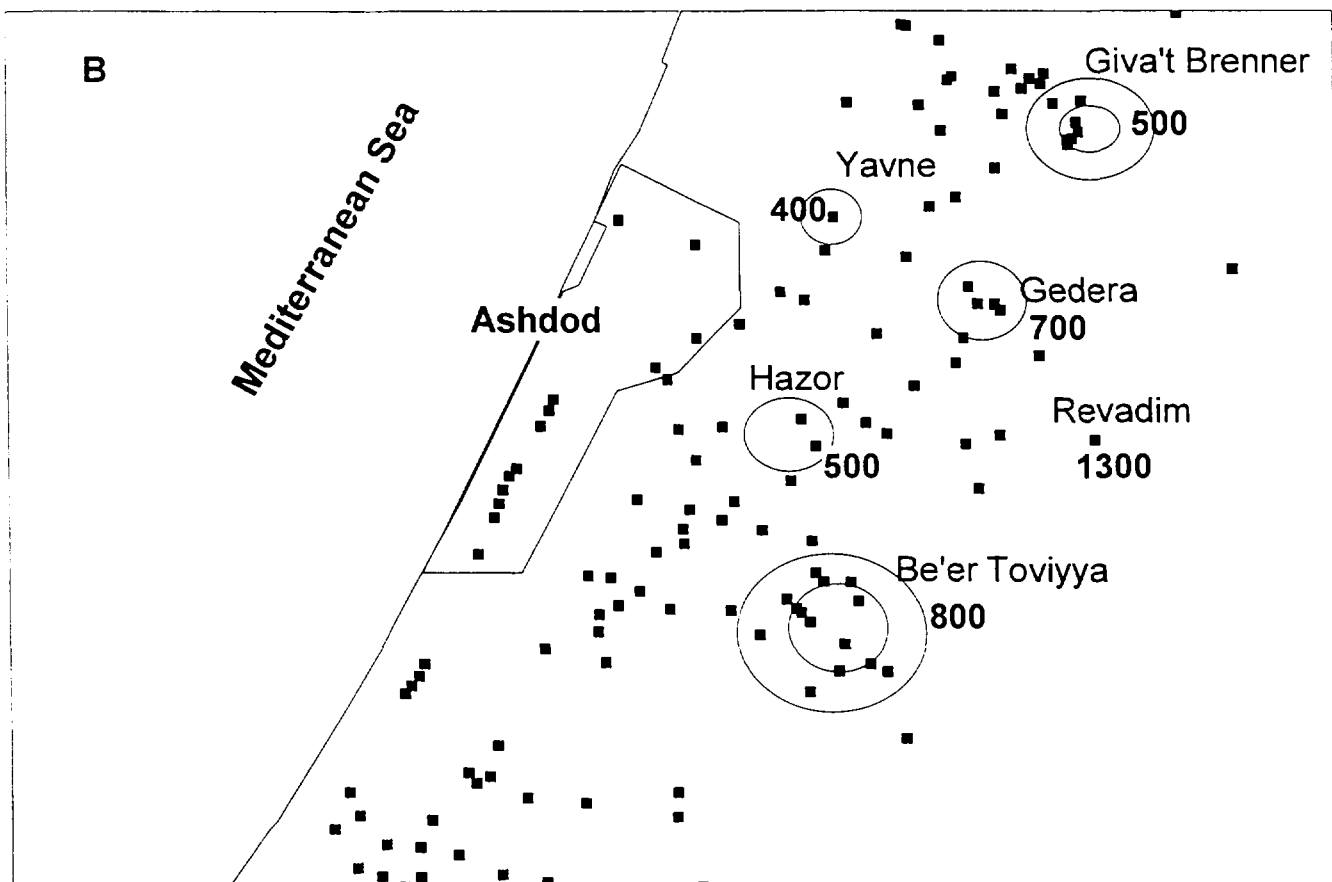 B
Giva't Brenner
500
Mediterranean Sea
Yavne
400
Gedera
700
Ashdod
Hazor
500
Revadim
1300
Be'er Toviyya
800